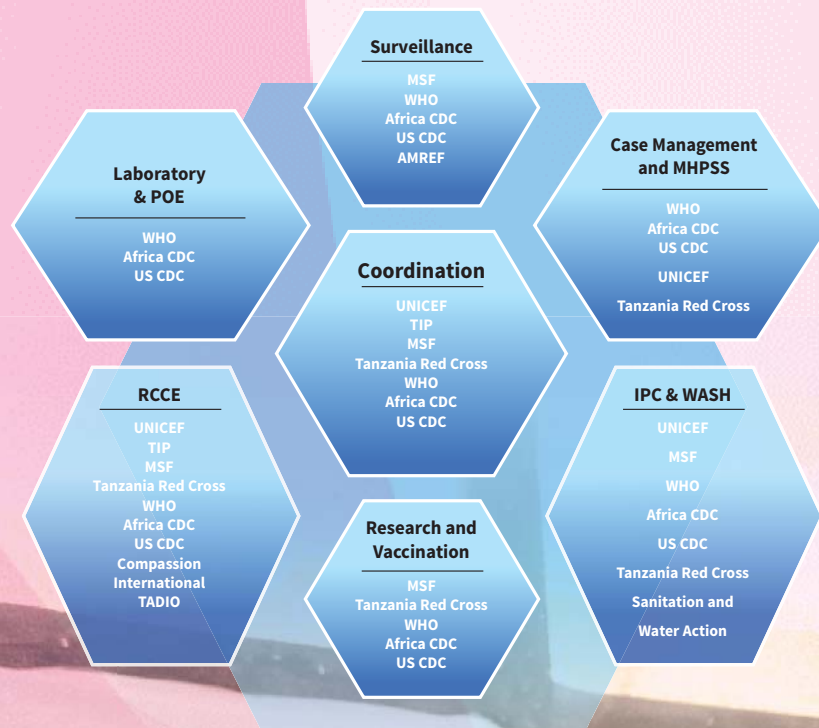 Surveillance
MSF
WHO
Africa CDC
US CDC
AMREF
Laboratory
& POE
WHO
Africa CDC
US CDC
Case Management
and MHPSS
WHO
Africa CDC
US CDC
UNICEF
Tanzania Red Cross
Coordination
UNICEF
TIP
MSF
Tanzania Red Cross
WHO
Africa CDC
US CDC
RCCE
UNICEF
TIP
MSF
Tanzania Red Cross
WHO
Africa CDC
US CDC
Compassion
International
TADIO
IPC & WASH
UNICEF
MSF
WHO
Africa CDC
US CDC
Tanzania Red Cross
Sanitation and
Water Action
Research and
Vaccination
MSF
Tanzania Red Cross
WHO
Africa CDC
US CDC